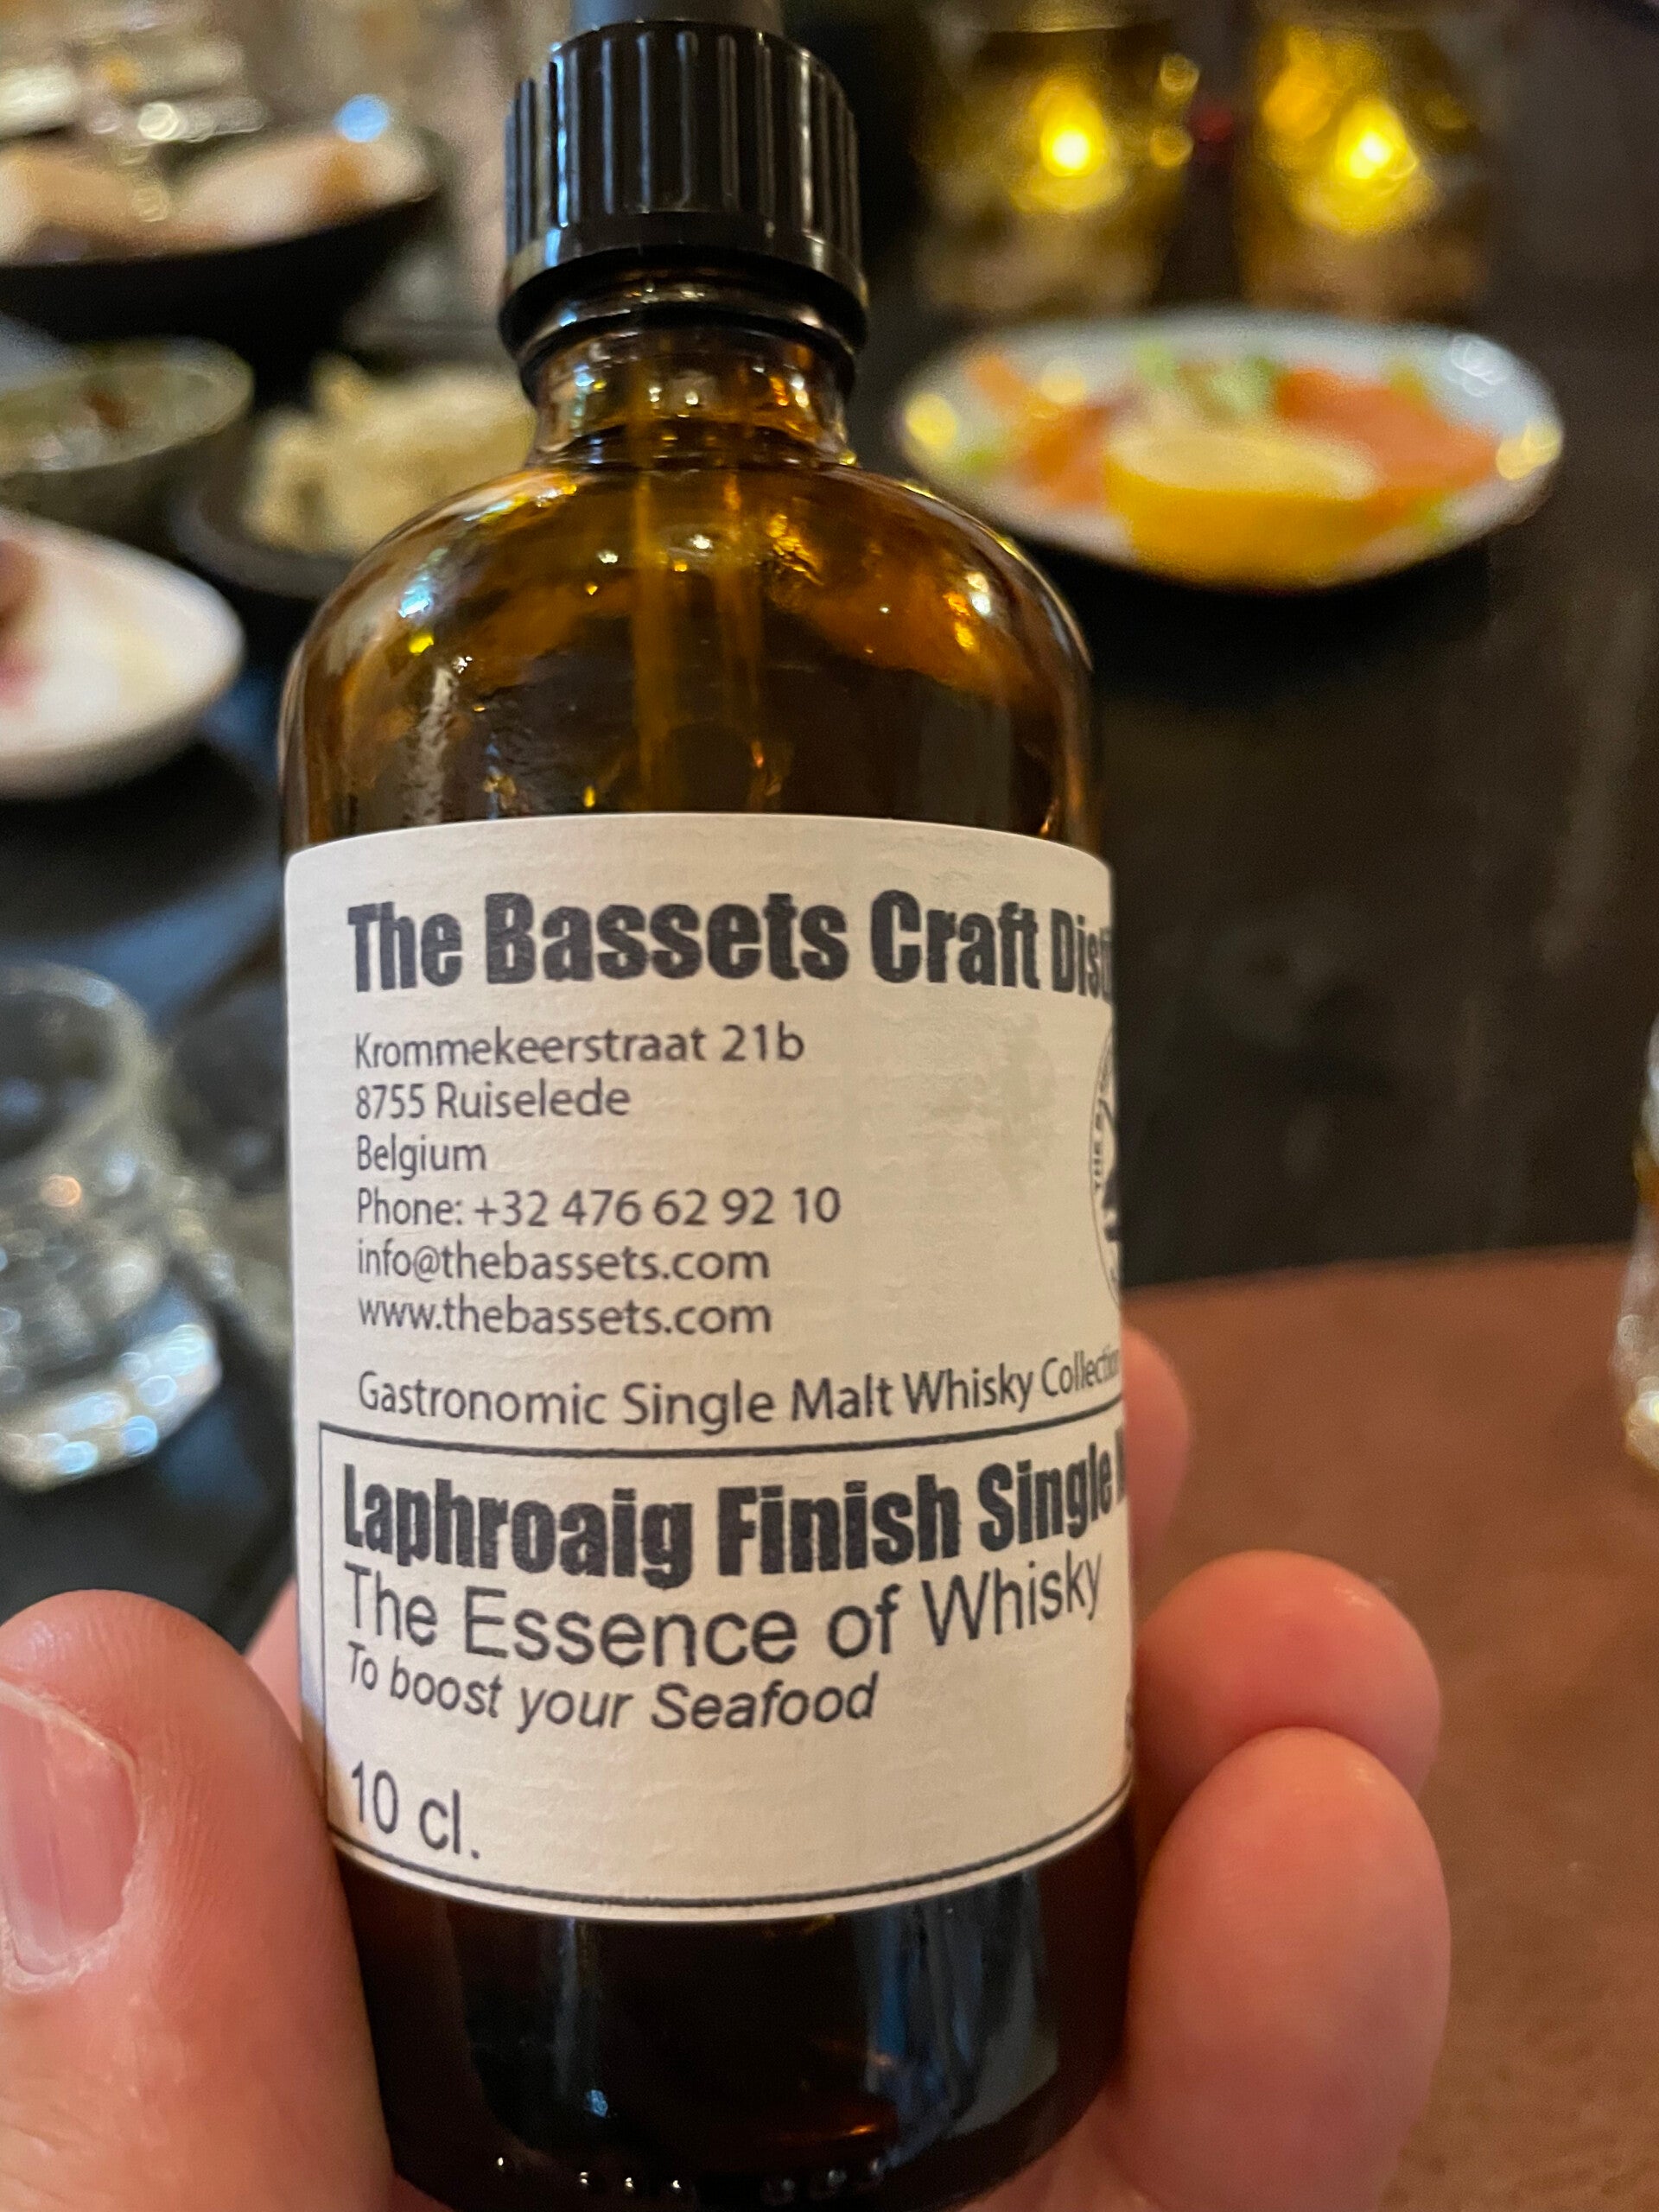 The Bassets Craft
Krommekeerstraat 21b
8755 Ruiselede
Belgium
Phone: +32 476 62 92 10
info@thebassets.com
www.thebassets.com
Gastronomic Single Malt Whisky Collection
Laphroaig Finish Single
The Essence of Whisky
To boost your Seafood
10 cl.
THE